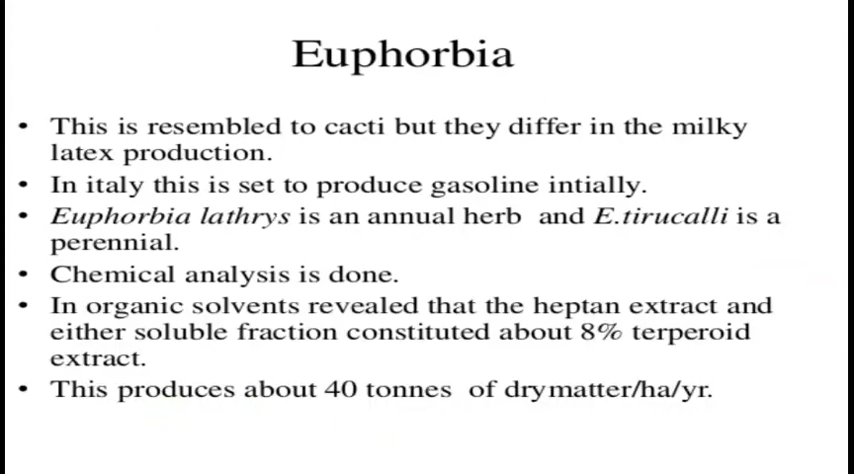 Euphorbia
• This is resembled to cacti but they differ in the milky
latex production.
• In italy this is set to produce gasoline intially.
• Euphorbia lathrys is an annual herb and E.tirucalli is a
perennial.
• Chemical analysis is done.
• In organic solvents revealed that the heptan extract and
either soluble fraction constituted about 8% terperoid
extract.
• This produces about 40 tonnes of drymatter/ha/yr.